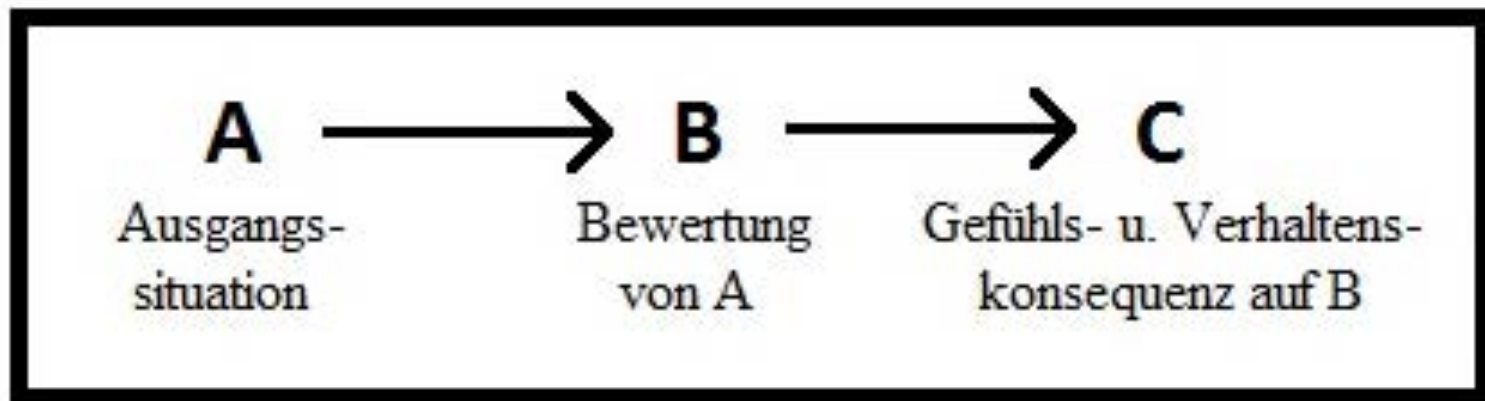 A B C
Ausgangs-
situation
Bewertung
von A
Gefühls- u. Verhaltens-
konsequenz auf B